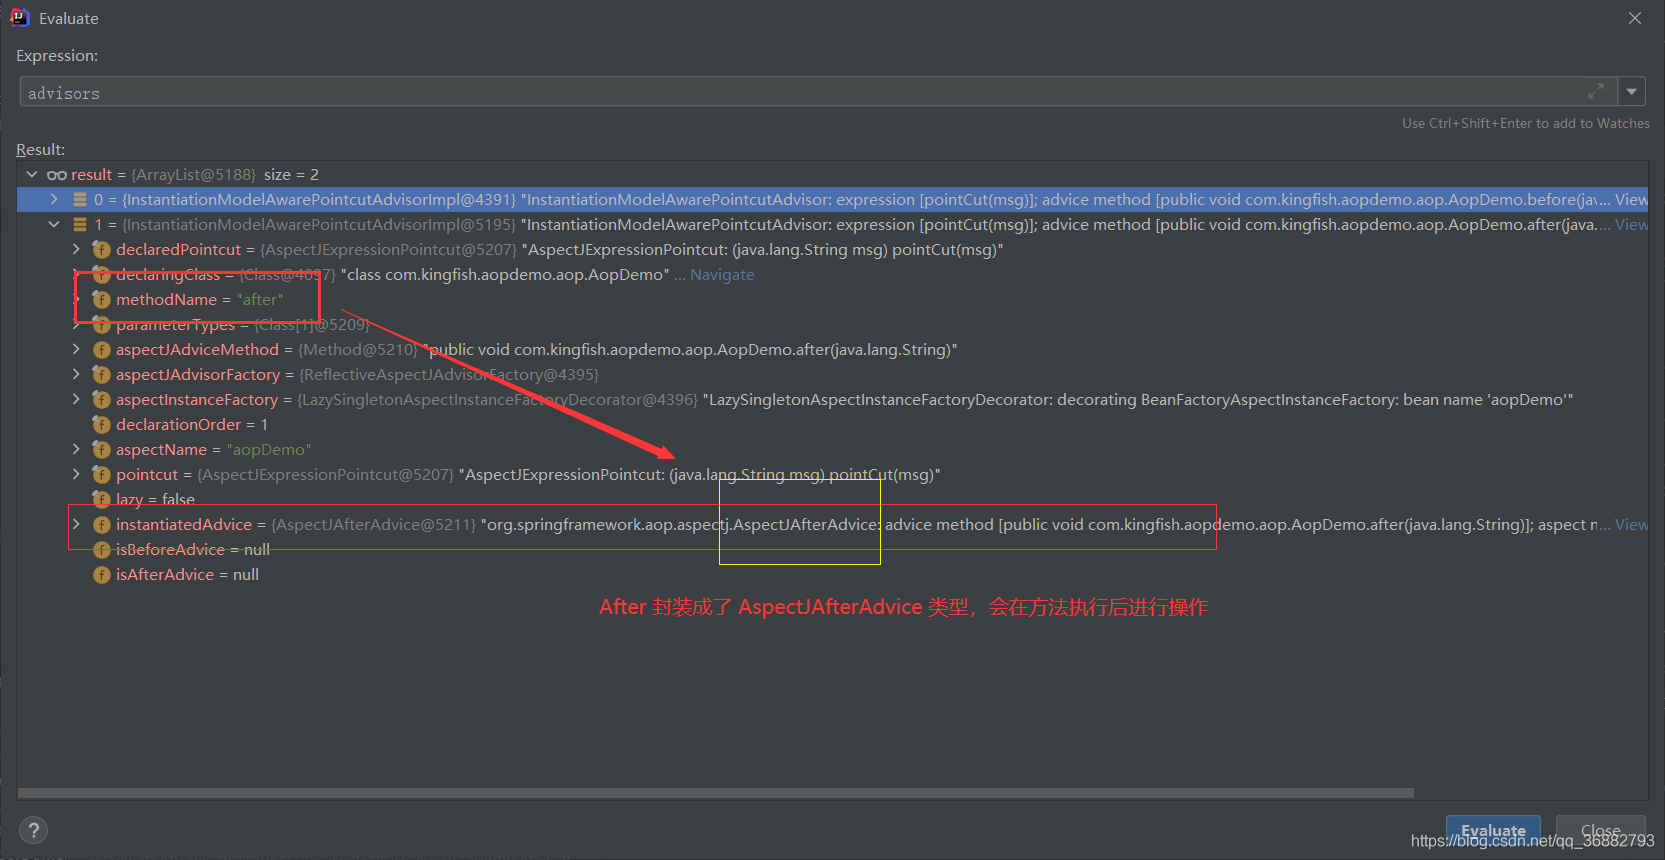 Evaluate
Expression:
advisors
Use Ctrl+Shift+Enter to add to Watches
Result:
result = {ArrayList@5188} size = 2
0 = {InstantiationModelAwarePointcutAdvisorImpl@4391} "InstantiationModelAwarePointcutAdvisor: expression [pointCut(msg)]; advice method [public void com.kingfish.aopdemo.aop.AopDemo.before(jav... View
1 = {InstantiationModelAwarePointcutAdvisorImpl@5195} "InstantiationModelAwarePointcutAdvisor: expression [pointCut(msg)]; advice method [public void com.kingfish.aopdemo.aop.AopDemo.after(java.... View
declaredPointcut = {AspectJExpressionPointcut@5207} "AspectJExpressionPointcut: (java.lang.String msg) pointCut(msg)"
declaringClass = {Class@4097} "class com.kingfish.aopdemo.aop.AopDemo" ... Navigate
methodName = "after"
parameterTypes = {Class[1]@5209}
aspectJAdviceMethod = {Method@5210} "public void com.kingfish.aopdemo.aop.AopDemo.after(java.lang.String)"
aspectJAdvisorFactory = {ReflectiveAspectJAdvisorFactory@4395}
aspectInstanceFactory = {LazySingletonAspectInstanceFactoryDecorator@4396} "LazySingletonAspectInstanceFactoryDecorator: decorating BeanFactoryAspectInstanceFactory: bean name 'aopDemo'"
declarationOrder = 1
aspectName = "aopDemo"
pointcut = {AspectJExpressionPointcut@5207} "AspectJExpressionPointcut: (java.lang.String msg) pointCut(msg)"
lazy = false
instantiatedAdvice = {AspectJAfterAdvice@5211} "org.springframework.aop.aspectj.AspectJAfterAdvice: advice method [public void com.kingfish.aopdemo.aop.AopDemo.after(java.lang.String)]; aspect n... View
isBeforeAdvice = null
isAfterAdvice = null
After 封装成了 AspectJAfterAdvice 类型，会在方法执行后进行操作
?
Evaluate
Close
https://blog.csdn.net/qq_36882793